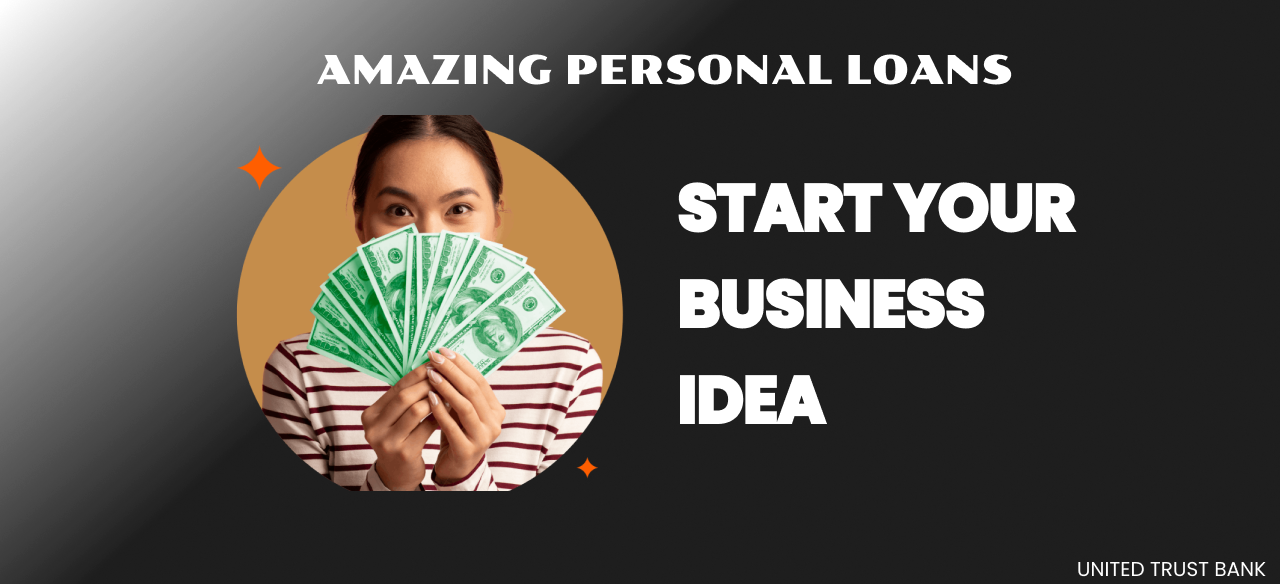 AMAZING PERSONAL LOANS
START YOUR
BUSINESS
IDEA
UNITED TRUST BANK